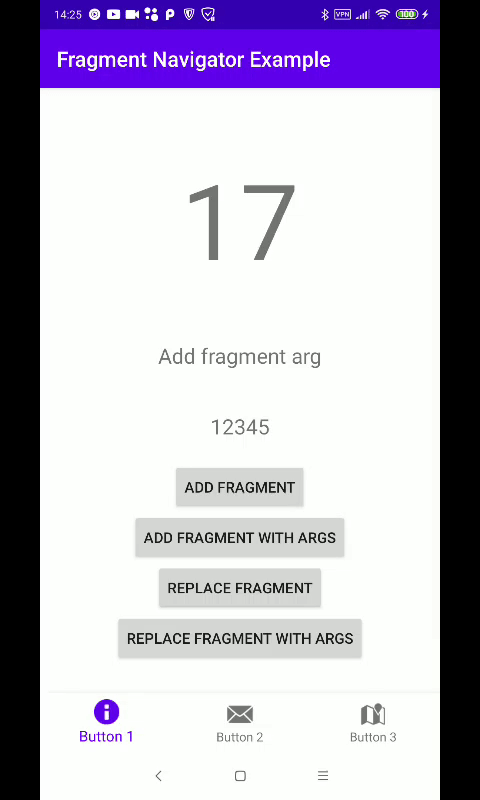 14:25 VPN 100
Fragment Navigator Example
17
Add fragment arg
12345
ADD FRAGMENT
ADD FRAGMENT WITH ARGS
REPLACE FRAGMENT
REPLACE FRAGMENT WITH ARGS
Button 1 Button 2 Button 3